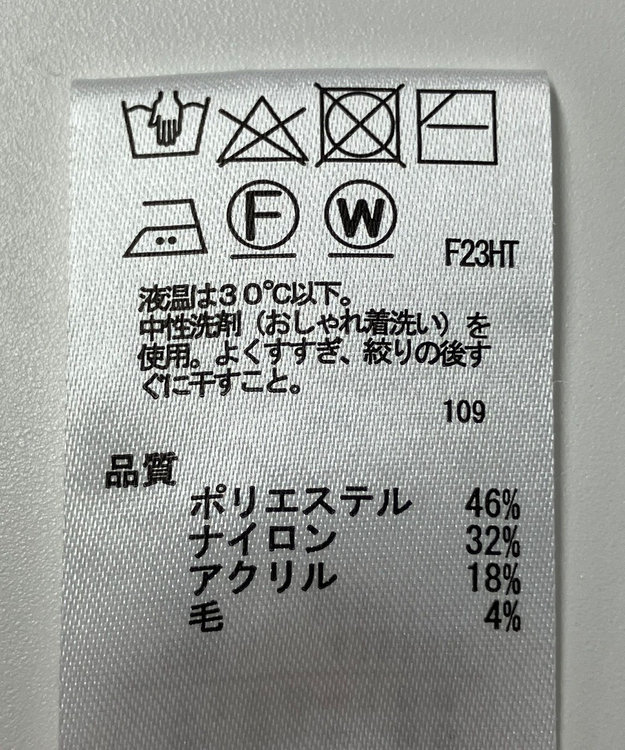 F
W
F23HT
液温は30℃以下。
中性洗剤（おしゃれ着洗い）を
使用。よくすすぎ、絞りの後す
ぐに干すこと。
109
品質
ポリエステル 46%
ナイロン 32%
アクリル 18%
毛 4%